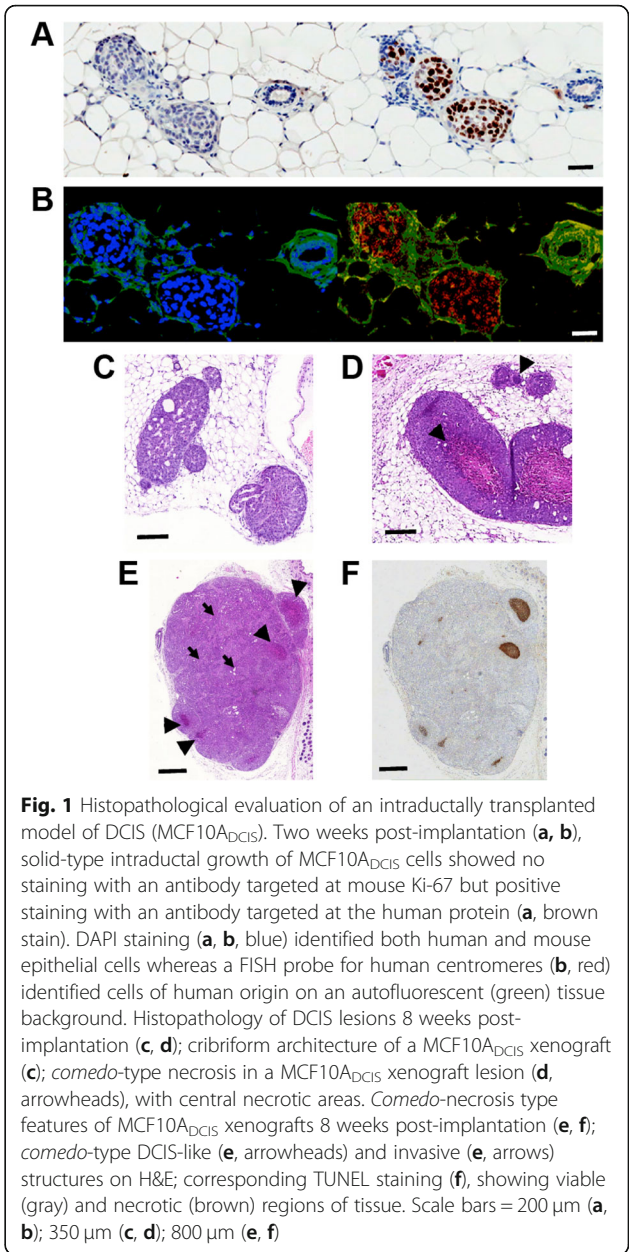 A
B
C
D
E
F
Fig. 1 Histopathological evaluation of an intraductally transplanted
model of DCIS (MCF10ADCIS). Two weeks post-implantation (a, b),
solid-type intraductal growth of MCF10ADCIS cells showed no
staining with an antibody targeted at mouse Ki-67 but positive
staining with an antibody targeted at the human protein (a, brown
stain). DAPI staining (a, b, blue) identified both human and mouse
epithelial cells whereas a FISH probe for human centromeres (b, red)
identified cells of human origin on an autofluorescent (green) tissue
background. Histopathology of DCIS lesions 8 weeks post-
implantation (c, d); cribriform architecture of a MCF10ADCIS xenograft
(c); comedo-type necrosis in a MCF10ADCIS xenograft lesion (d,
arrowheads), with central necrotic areas. Comedo-necrosis type
features of MCF10ADCIS xenografts 8 weeks post-implantation (e, f);
comedo-type DCIS-like (e, arrowheads) and invasive (e, arrows)
structures on H&E; corresponding TUNEL staining (f), showing viable
(gray) and necrotic (brown) regions of tissue. Scale bars = 200 μm (a,
b); 350 μm (c, d); 800 μm (e, f)